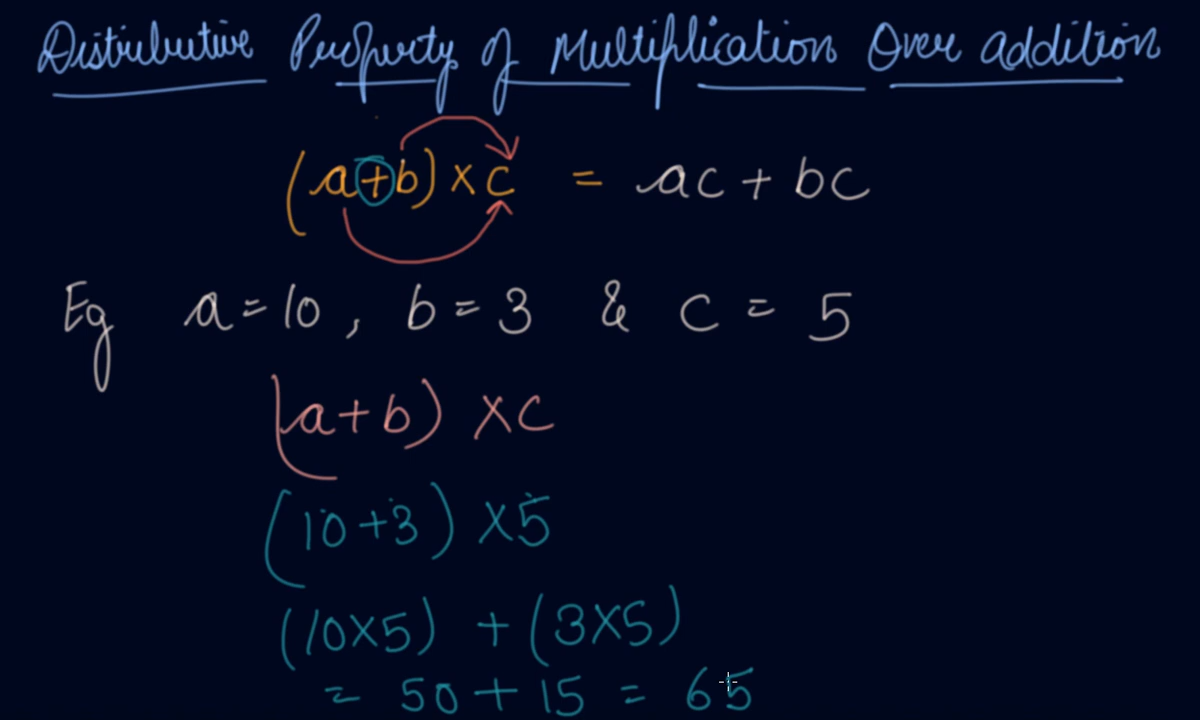 Distributive Property of Multiplication Over addition
(a+b) × c = ac + bc
Eg a = 10 , b = 3 & c = 5
(a+b) × c
(10+3) × 5
(10×5) + (3×5)
= 50 + 15 = 65